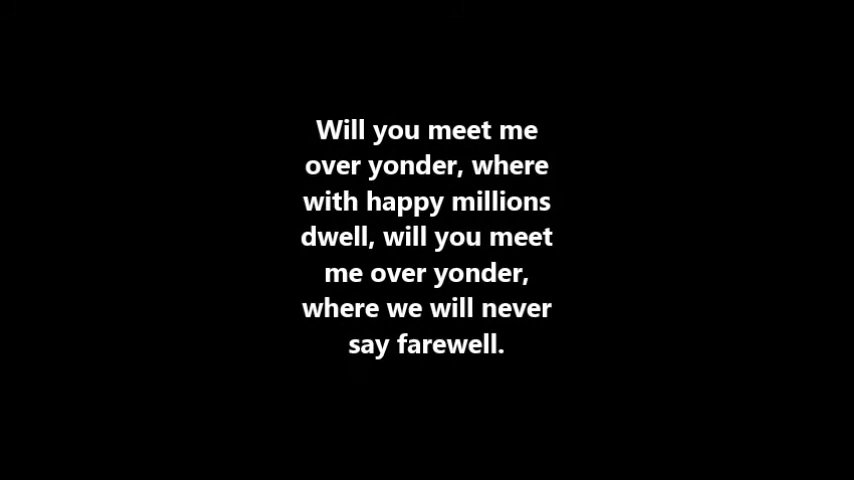 Will you meet me
over yonder, where
with happy millions
dwell, will you meet
me over yonder,
where we will never
say farewell.